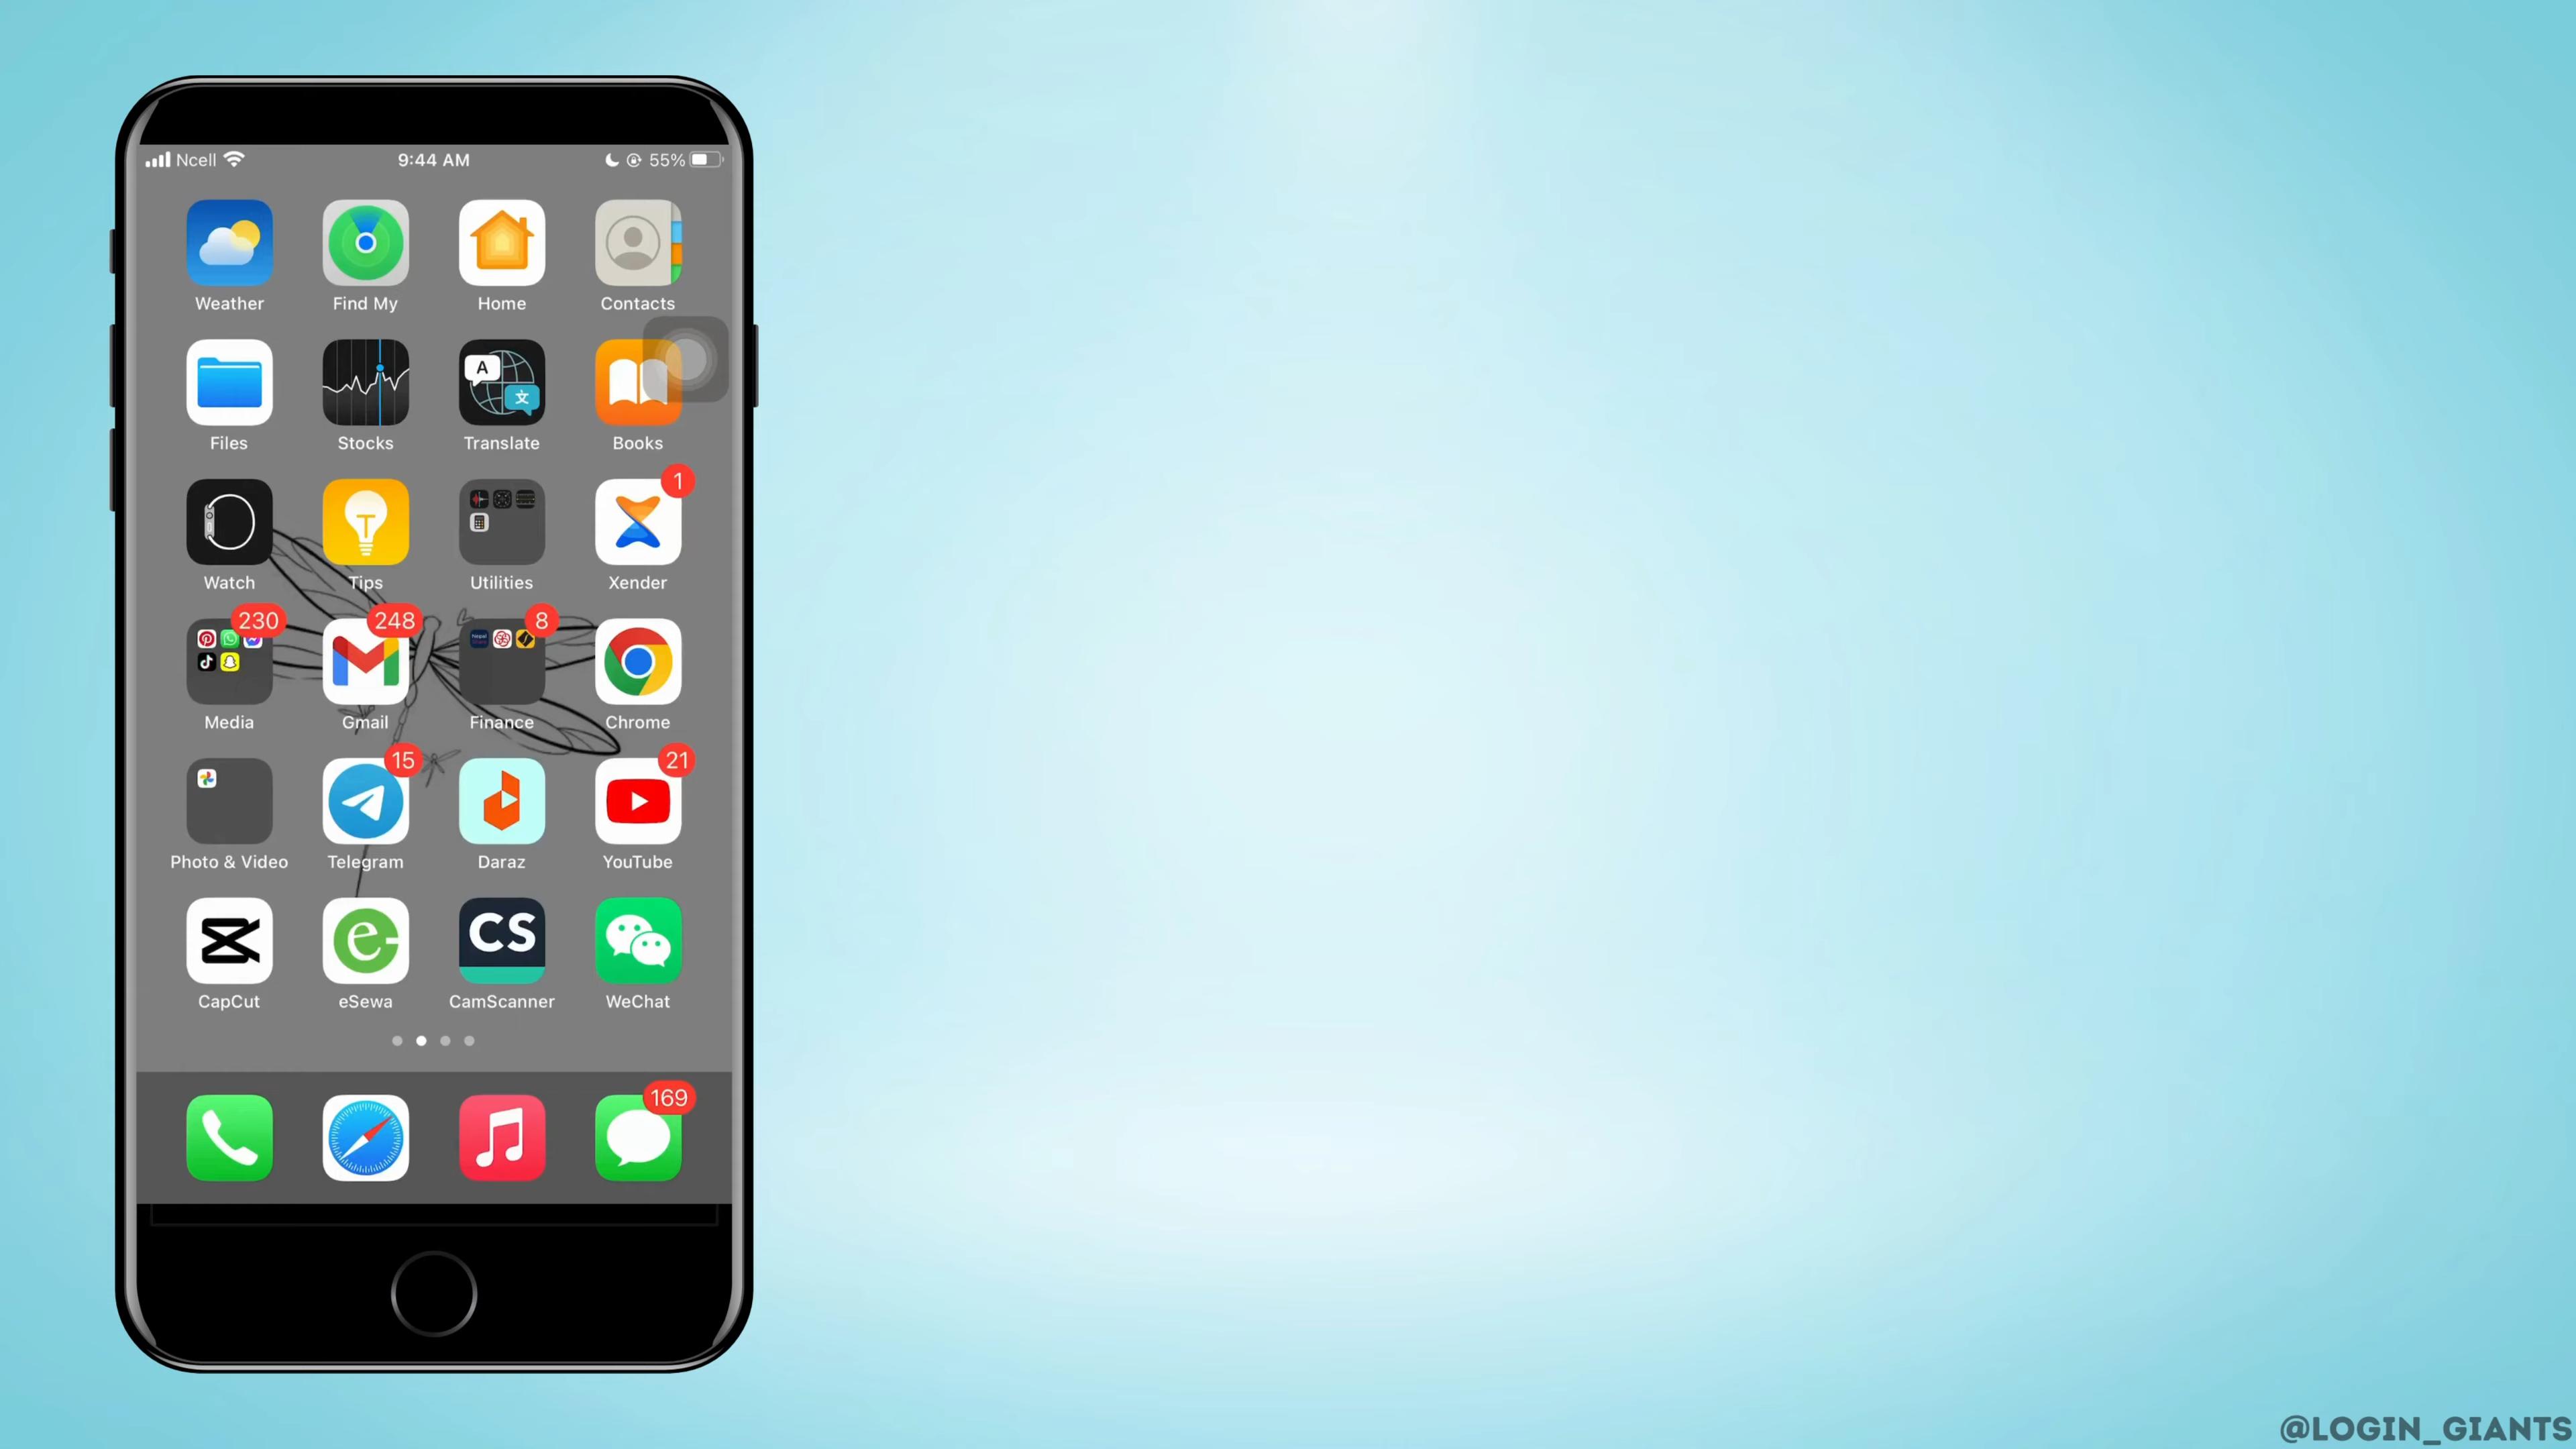 Ncell 9:44 AM 55%
Weather Find My Home Contacts
A 文
Files Stocks Translate Books
1
T
Watch Tips Utilities Xender
230 248 8
Media Gmail Finance Chrome
15 21
Photo & Video Telegram Daraz YouTube
e CS
CapCut eSewa CamScanner WeChat
169
@LOGIN_GIANTS